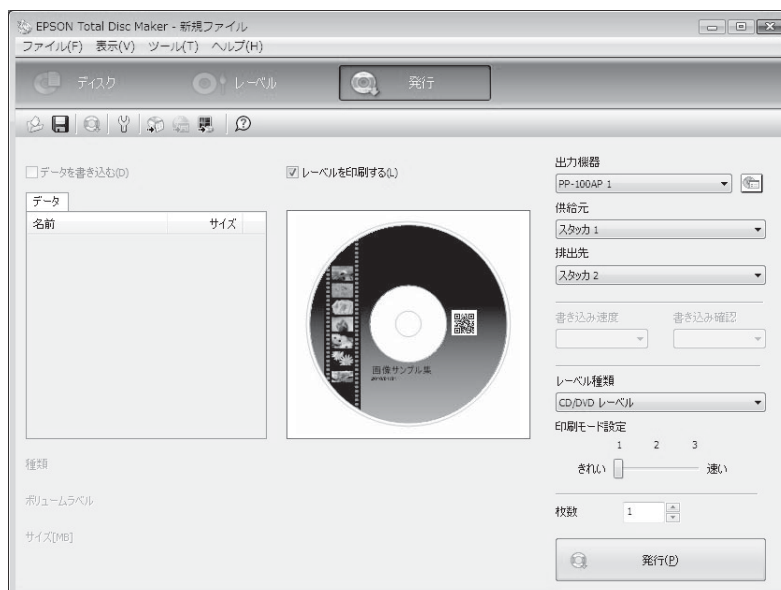 EPSON Total Disc Maker - 新規ファイル
ファイル(F) 表示(V) ツール(T) ヘルプ(H)
ディスク
レーベル
発行
データを書き込む(D)
データ
名前 サイズ
種類
ボリュームラベル
サイズ[MB]
レーベルを印刷する(L)
画像サンプル集
出力機器
PP-100AP 1
供給元
スタッカ 1
排出先
スタッカ 2
書き込み速度 書き込み確認
レーベル種類
CD/DVD レーベル
印刷モード設定
1 2 3
きれい 速い
枚数 1
発行(P)